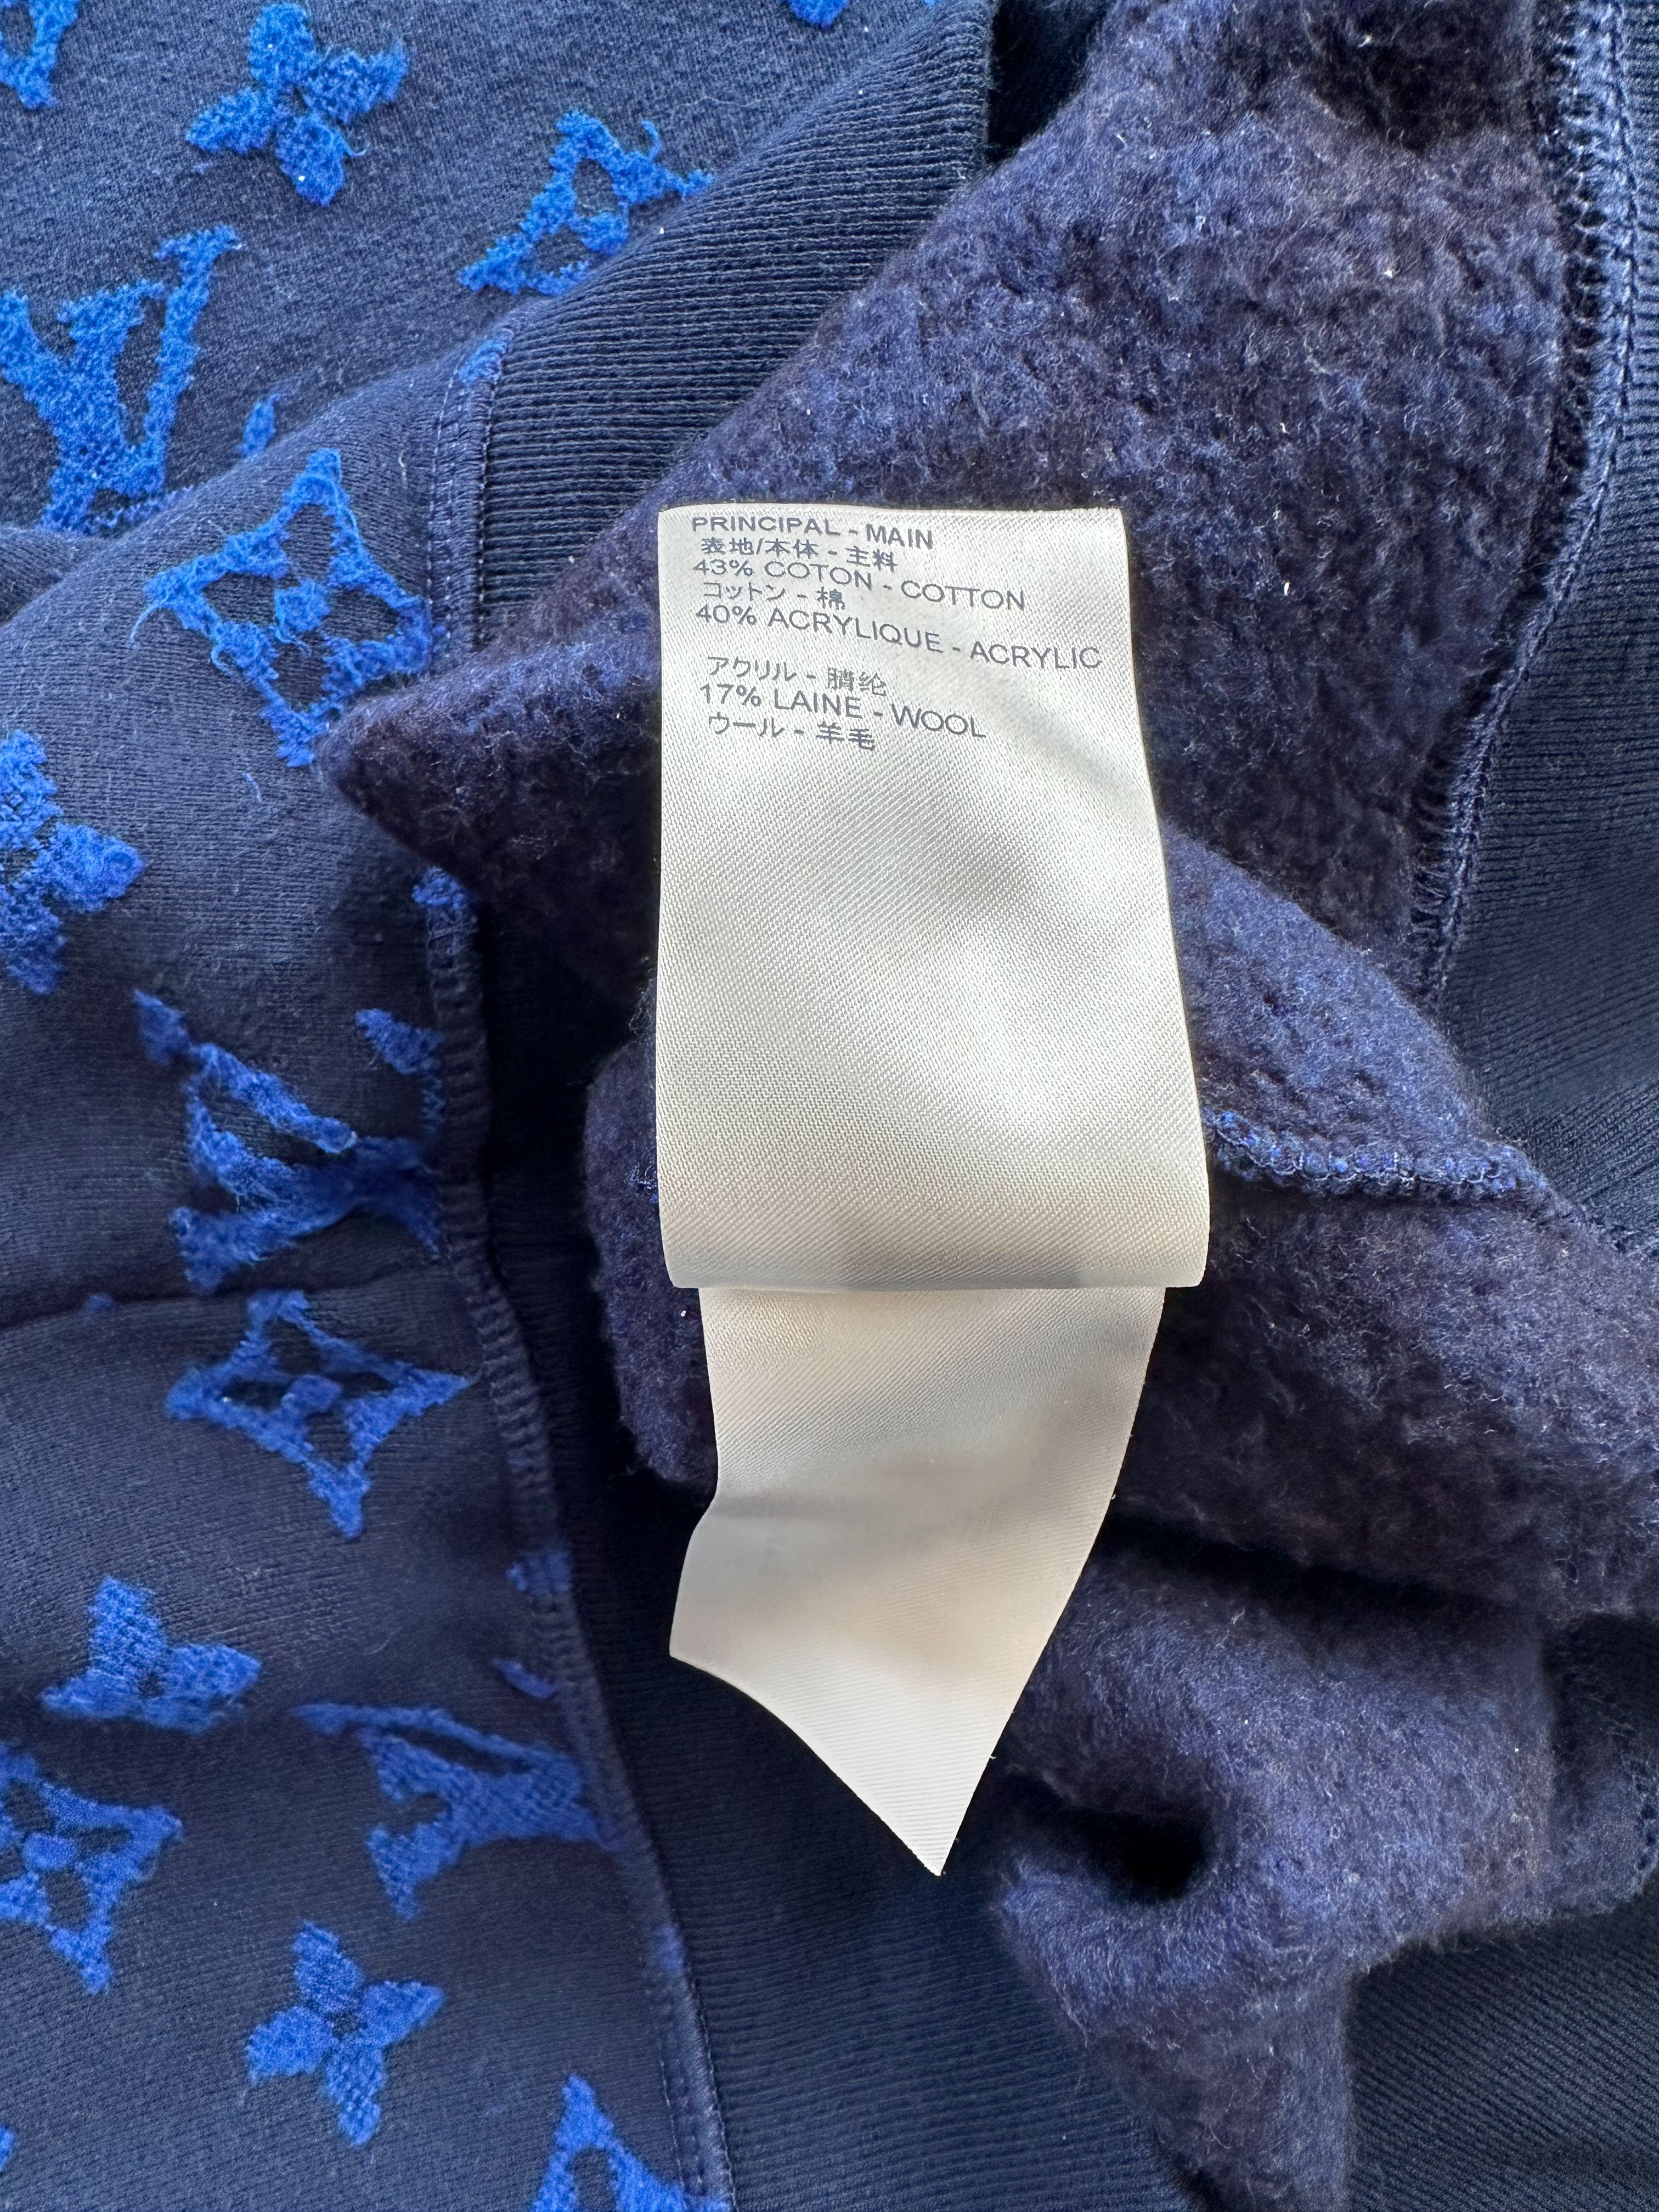 PRINCIPAL - MAIN
表地/本体 - 主料
43% COTON - COTTON
コットン - 棉
40% ACRYLIQUE - ACRYLIC
アクリル - 腈纶
17% LAINE - WOOL
ウール - 羊毛